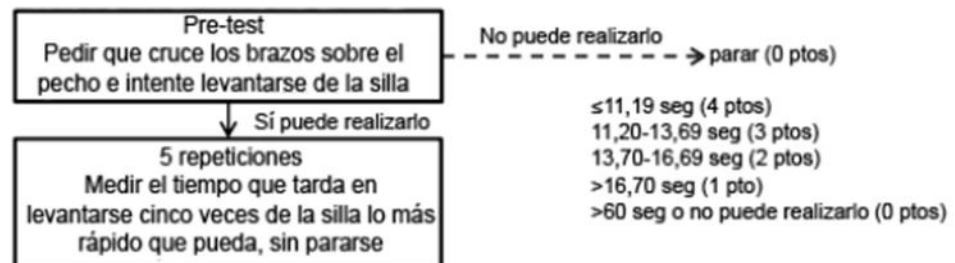 Pre-test
Pedir que cruce los brazos sobre el
pecho e intente levantarse de la silla
No puede realizarlo
parar (0 ptos)
Sí puede realizarlo
5 repeticiones
Medir el tiempo que tarda en
levantarse cinco veces de la silla lo más
rápido que pueda, sin pararse
≤11,19 seg (4 ptos)
11,20-13,69 seg (3 ptos)
13,70-16,69 seg (2 ptos)
>16,70 seg (1 pto)
>60 seg o no puede realizarlo (0 ptos)